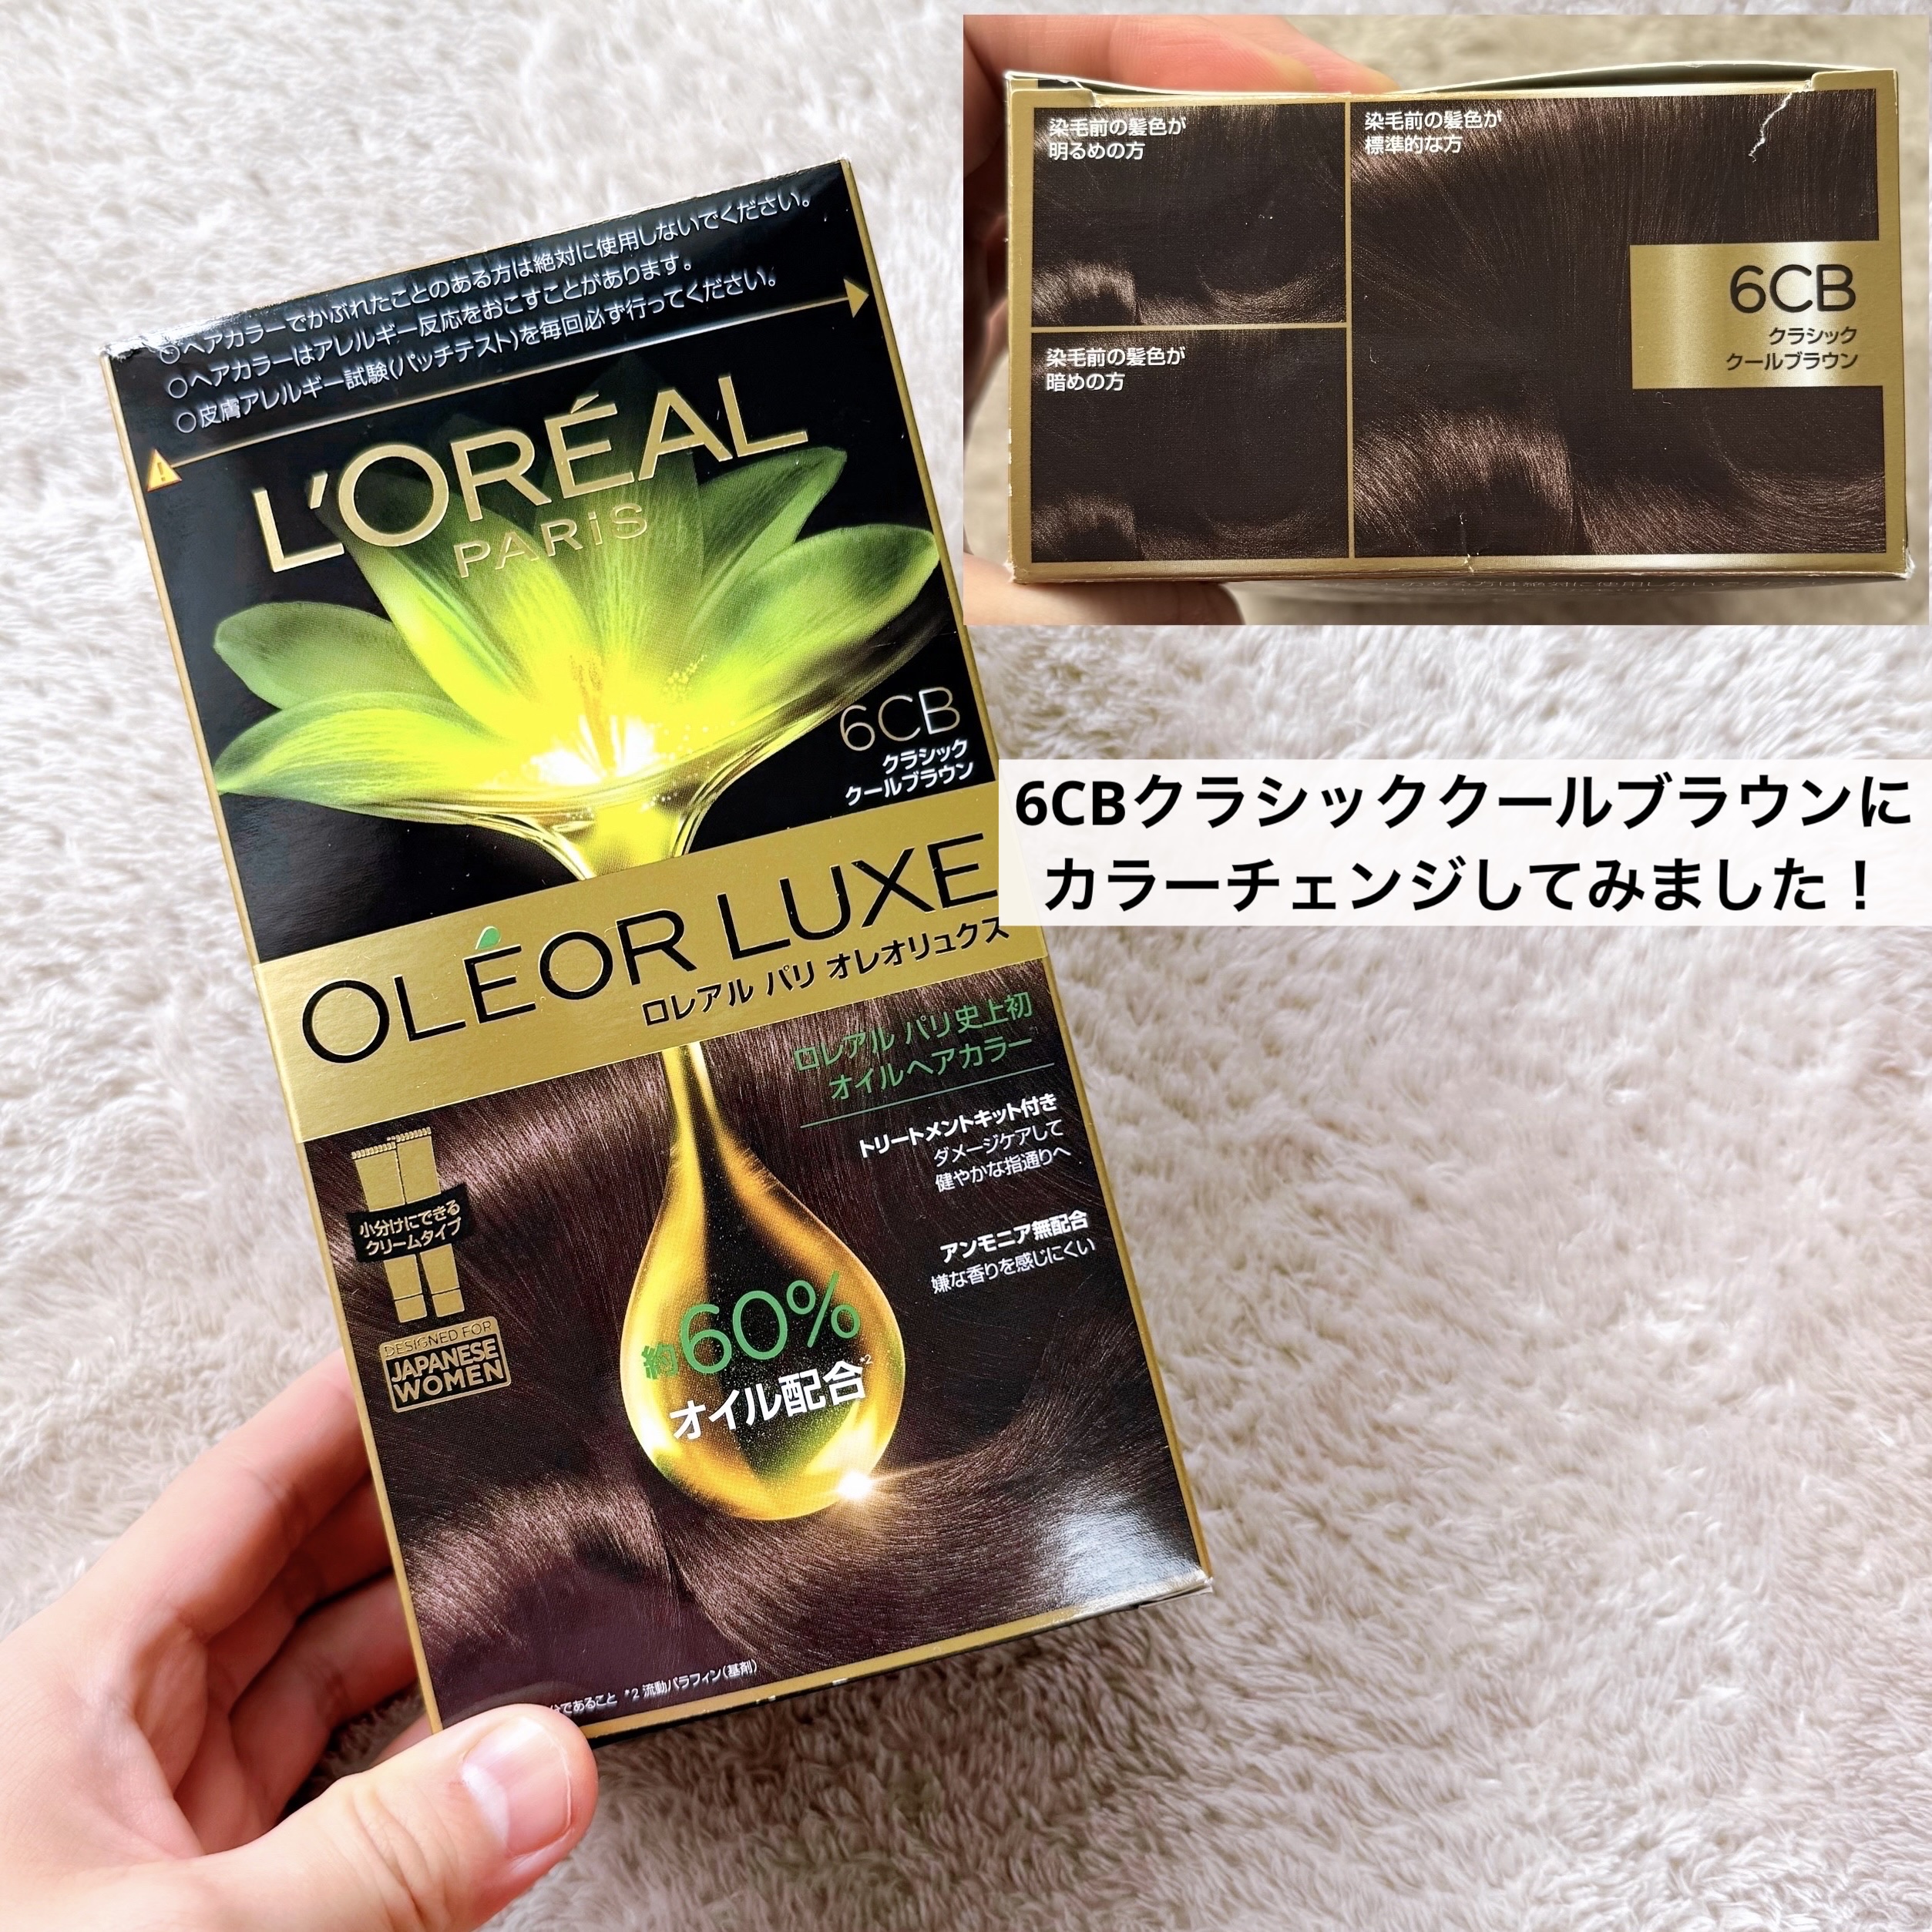 ○ヘアカラーでかぶれたことのある方は絶対に使用しないでください。
○ヘアカラーはアレルギー反応をおこすことがあります。
○皮膚アレルギー試験(パッチテスト)を毎回必ず行ってください。
L'ORÉAL
PARiS
6CB
クラシック
クールブラウン
OLÉOR LUXE
ロレアル パリ オレオリュクス
ロレアル パリ史上初
オイルヘアカラー
トリートメントキット付き
ダメージケアして
健やかな指通りへ
アンモニア無配合
嫌な香りを感じにくい
小分けにできる
クリームタイプ
DESIGNED FOR
JAPANESE
WOMEN
約60%
オイル配合*2
であること *2 流動パラフィン(基剤)
染毛前の髪色が
明るめの方
染毛前の髪色が
標準的な方
染毛前の髪色が
暗めの方
6CB
クラシック
クールブラウン
6CBクラシッククールブラウンに
カラーチェンジしてみました！